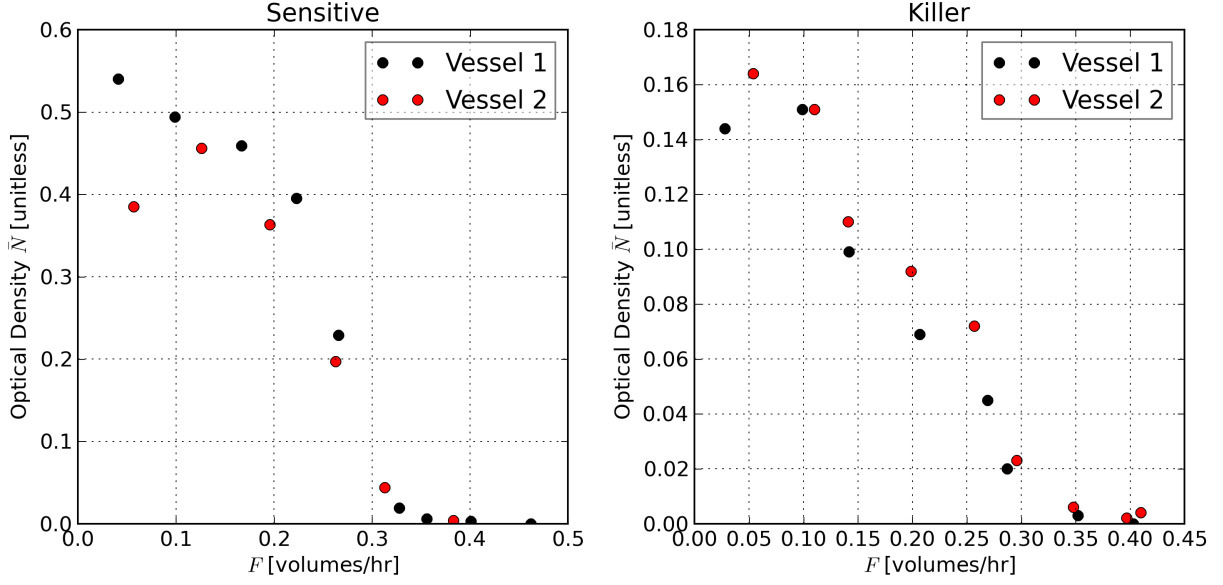 Sensitive
Vessel 1
Vessel 2
0.6
0.5
0.4
0.3
0.2
0.1
0.0
Optical Density N̄ [unitless]
0.0 0.1 0.2 0.3 0.4 0.5
F [volumes/hr]
Killer
Vessel 1
Vessel 2
0.18
0.16
0.14
0.12
0.10
0.08
0.06
0.04
0.02
0.00
Optical Density N̄ [unitless]
0.00 0.05 0.10 0.15 0.20 0.25 0.30 0.35 0.40 0.45
F [volumes/hr]